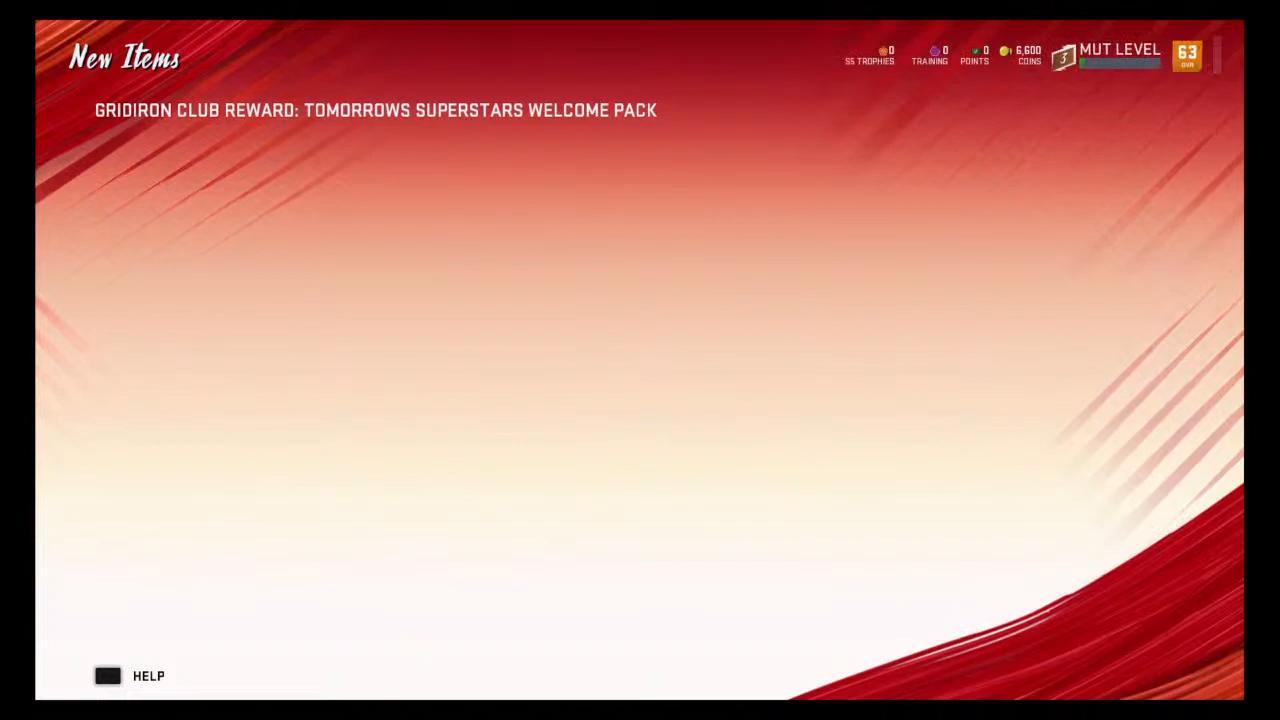 New Items
0 0 0 6,600 MUT LEVEL 63
SS TROPHIES TRAINING POINTS COINS 3 OVR
GRIDIRON CLUB REWARD: TOMORROWS SUPERSTARS WELCOME PACK
HELP